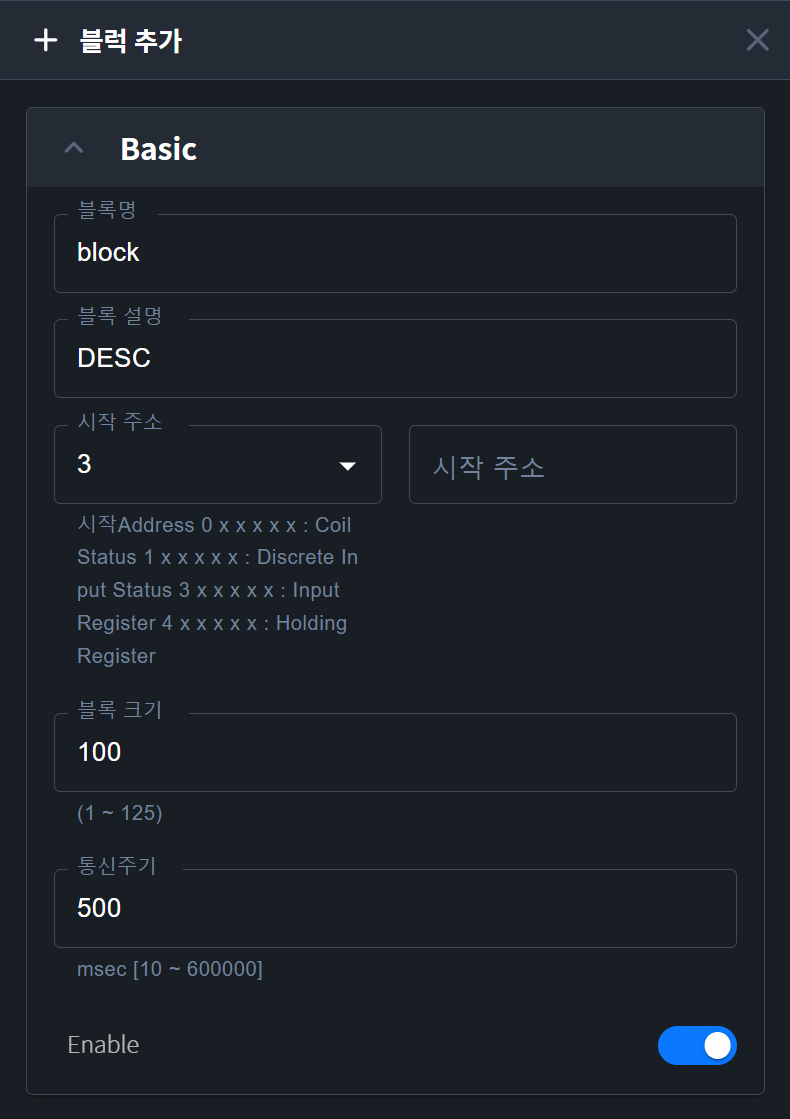 블럭 추가
Basic
블록명
block
블록 설명
DESC
시작 주소
3
시작 주소
시작Address 0 x x x x x : Coil
Status 1 x x x x x : Discrete In
put Status 3 x x x x x : Input
Register 4 x x x x x : Holding
Register
블록 크기
100
(1 ~ 125)
통신주기
500
msec [10 ~ 600000]
Enable